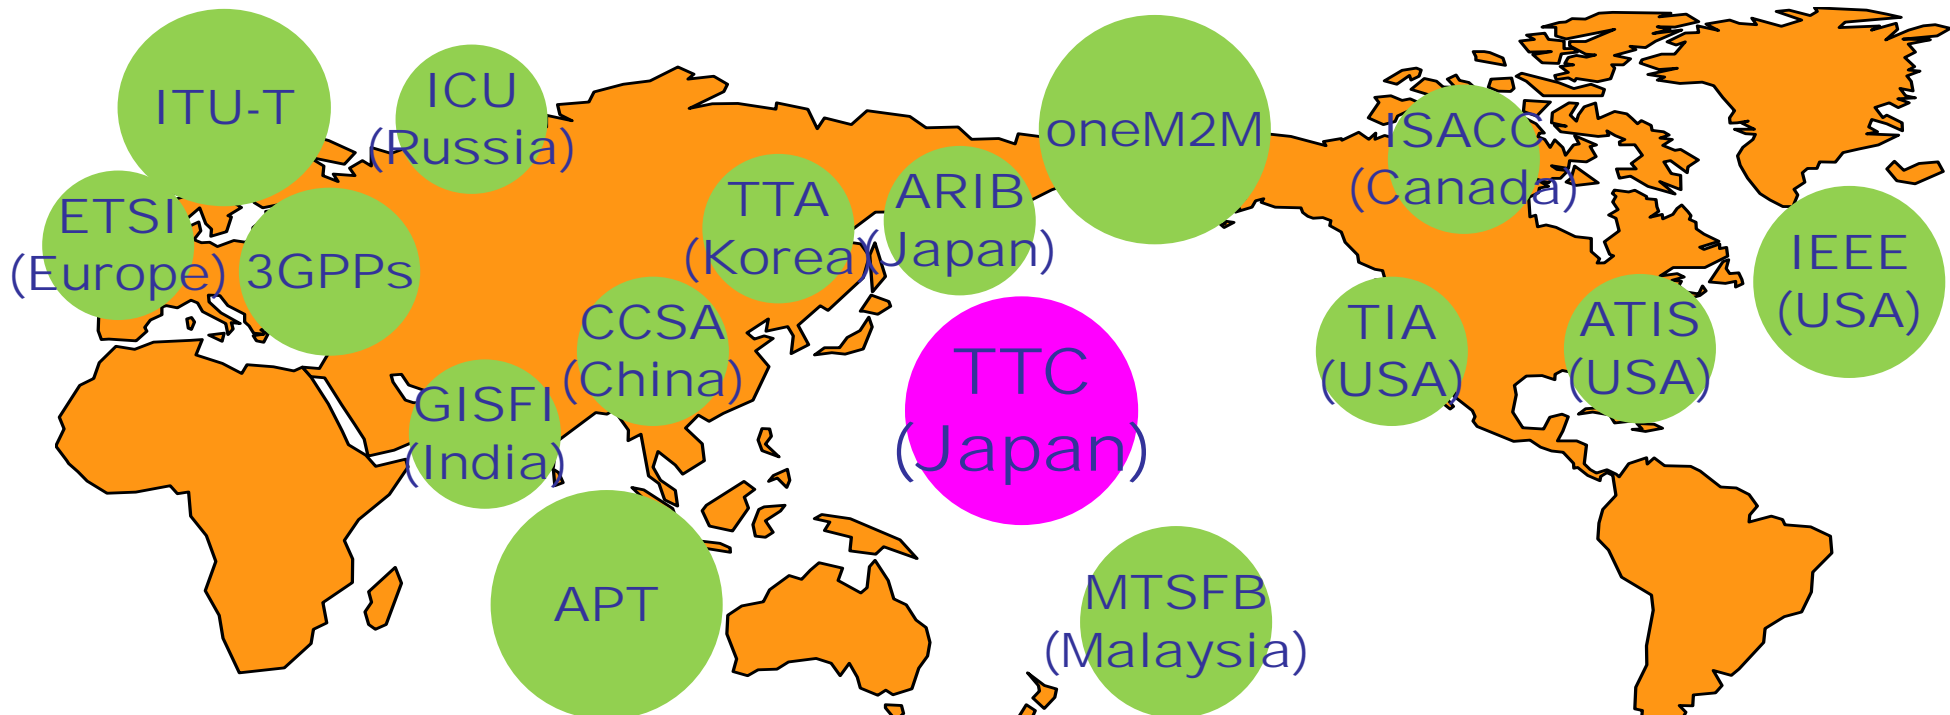 ITU-T
ICU
(Russia)
oneM2M
ISACC
(Canada)
ETSI
(Europe)
3GPPs
TTA
(Korea)
ARIB
(Japan)
IEEE
(USA)
CCSA
(China)
TTC
(Japan)
TIA
(USA)
ATIS
(USA)
GISFI
(India)
APT
MTSFB
(Malaysia)